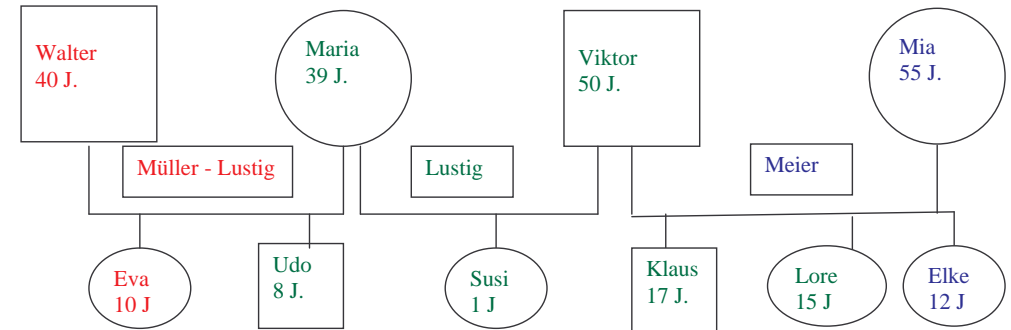 Walter
40 J.
Maria
39 J.
Viktor
50 J.
Mia
55 J.
Müller - Lustig
Lustig
Meier
Eva
10 J
Udo
8 J.
Susi
1 J
Klaus
17 J.
Lore
15 J
Elke
12 J